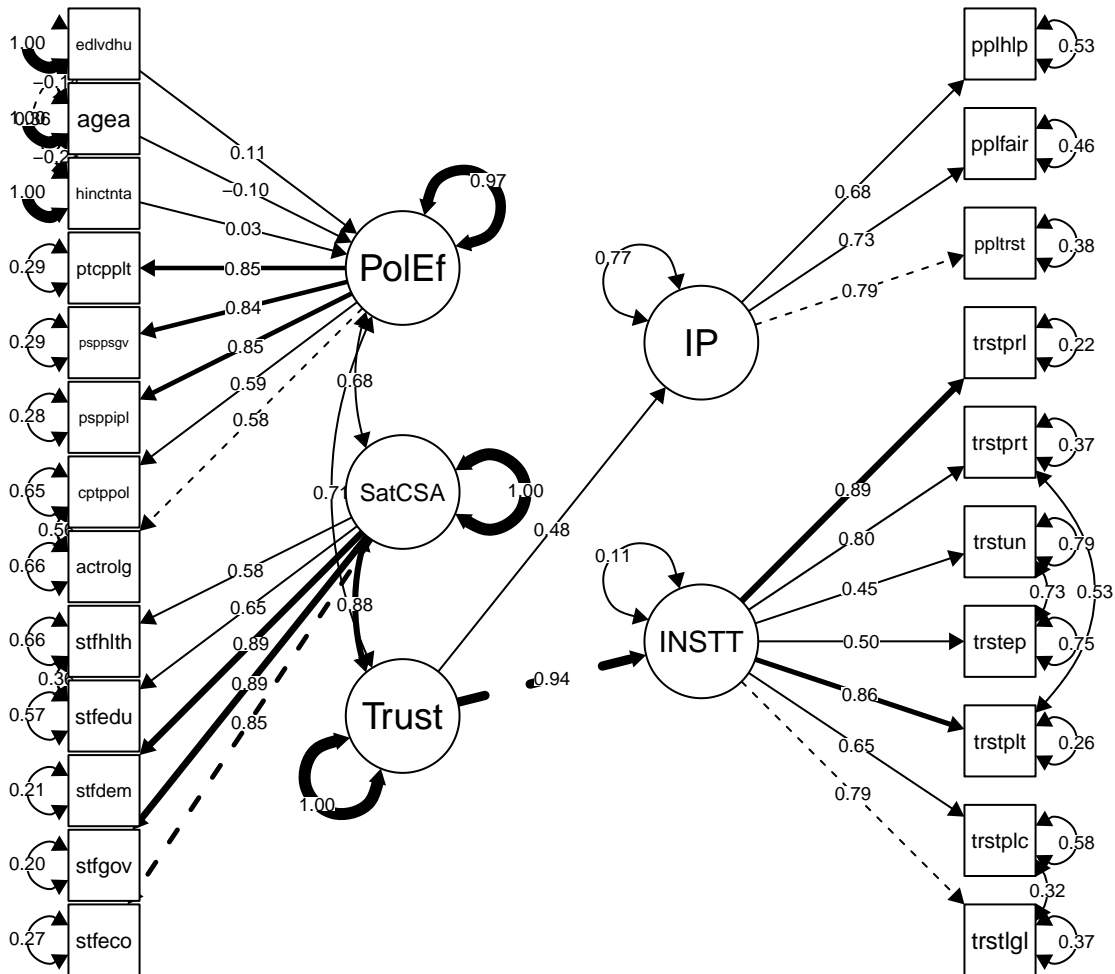 edlvdhu
1.00
agea
hinctnta
1.00
ptcpplt
0.29
psppsgv
0.29
psppipl
0.28
cptppol
0.65
actrolg
0.66
stfhlth
0.66
stfedu
0.57
stfdem
0.21
stfgov
0.20
stfeco
0.27
0.11
−0.10
0.03
0.85
0.84
0.85
0.59
0.58
PolEf
0.97
0.68
0.71
SatCSA
1.00
0.58
0.65
0.89
0.89
0.85
0.88
Trust
1.00
0.48
0.94
IP
0.77
0.68
0.73
0.79
INSTT
0.11
0.89
0.80
0.45
0.50
0.86
0.65
0.79
pplhlp
0.53
pplfair
0.46
ppltrst
0.38
trstprl
0.22
trstprt
0.37
trstun
0.79
0.73
0.53
trstep
0.75
trstplt
0.26
trstplc
0.58
0.32
trstlgl
0.37